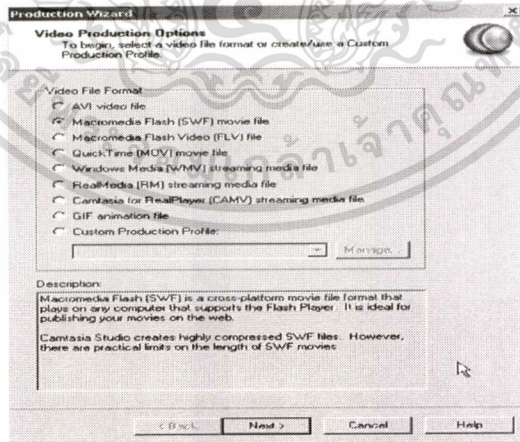 Production Wizard
Video Production Options
To begin, select a video file format or create/use a Custom
Production Profile.
Video File Format
AVI video file
Macromedia Flash (SWF) movie file
Macromedia Flash Video (FLV) file
QuickTime (MOV) movie file
Windows Media (WMV) streaming media file
RealMedia (RM) streaming media file
Camtasia for RealPlayer (CAMV) streaming media file
GIF animation file
Custom Production Profile:
Manage...
Description:
Macromedia Flash (SWF) is a cross-platform movie file format that
plays on any computer that supports the Flash Player. It is ideal for
publishing your movies on the web.
Camtasia Studio creates highly compressed SWF files. However,
there are practical limits on the length of SWF movies
< Back
Next >
Cancel
Help